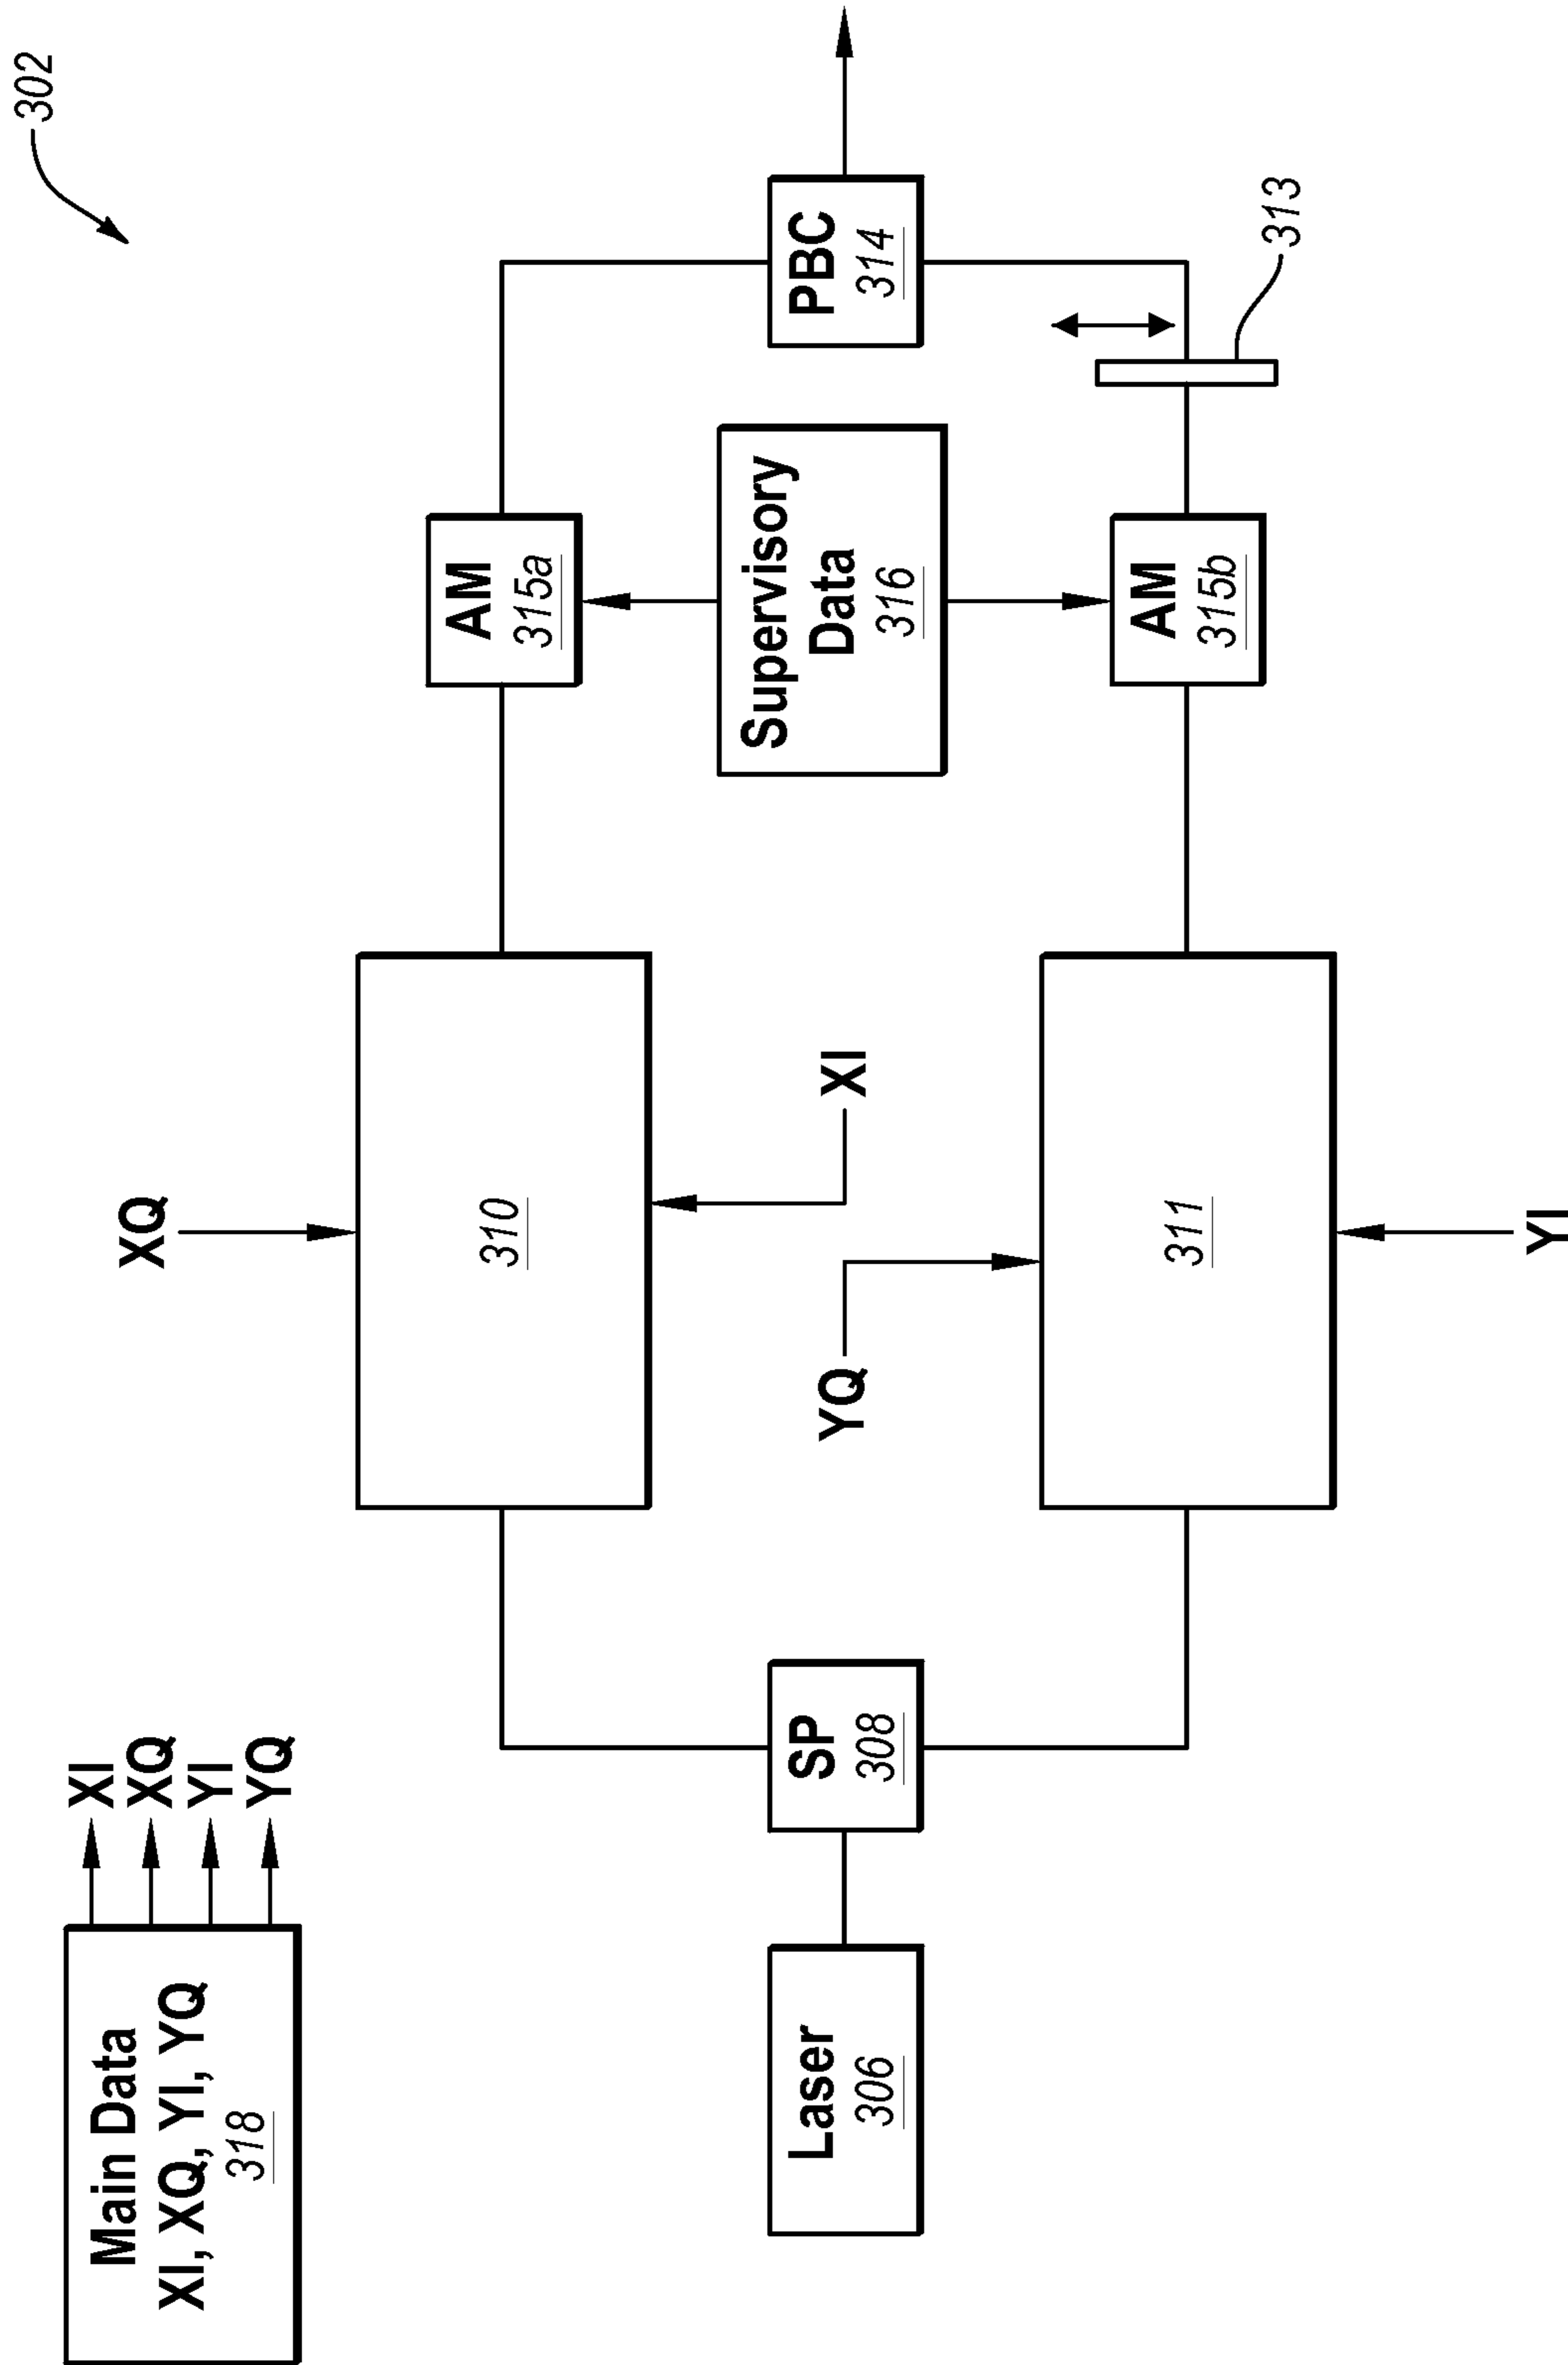 302
Main Data
XI, XQ, YI, YQ
318
XI
XQ
YI
YQ
XQ
310
XI
AM
315a
Laser
306
SP
308
Supervisory
Data
316
PBC
314
YQ
311
YI
AM
315b
313